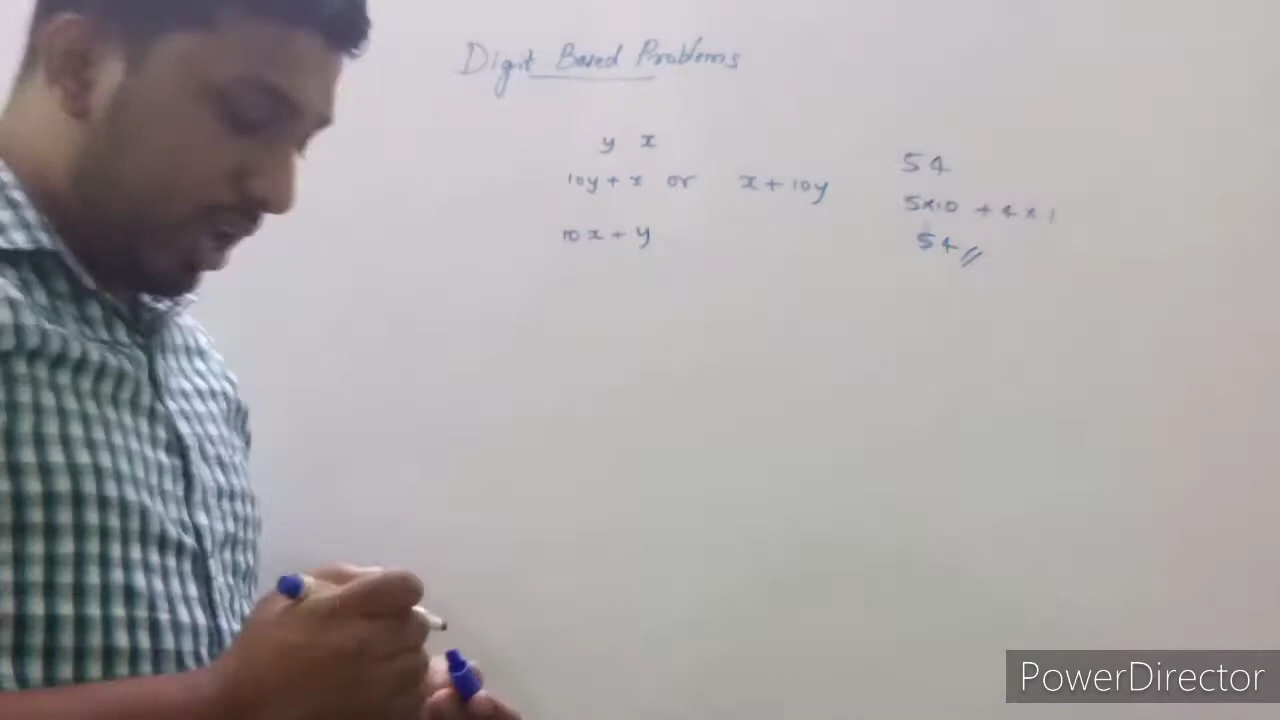 Digit Based Problems
y x
10y + x or x + 10y
10x + y
54
5×10 + 4×1
54//
PowerDirector